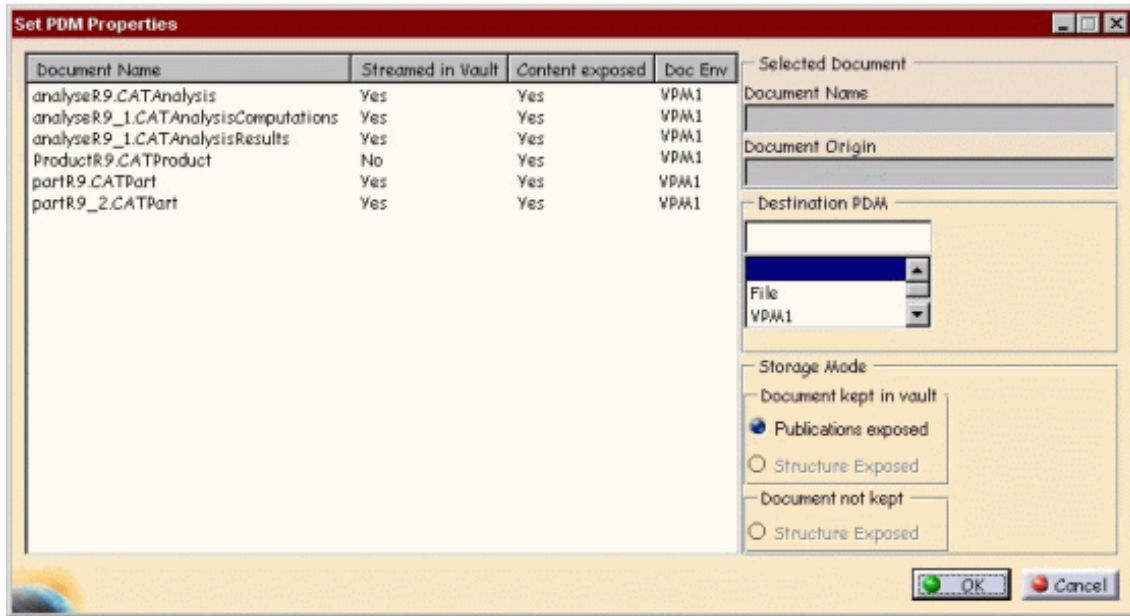 Set PDM Properties
Document Name Streamed in Vault Content exposed Doc Env
analyseR9.CATAnalysis Yes Yes VPM1
analyseR9_1.CATAnalysisComputations Yes Yes VPM1
analyseR9_1.CATAnalysisResults Yes Yes VPM1
ProductR9.CATProduct No Yes VPM1
partR9.CATPart Yes Yes VPM1
partR9_2.CATPart Yes Yes VPM1
Selected Document
Document Name
Document Origin
Destination PDM
File
VPM1
Storage Mode
Document kept in vault
Publications exposed
Structure Exposed
Document not kept
Structure Exposed
OK Cancel